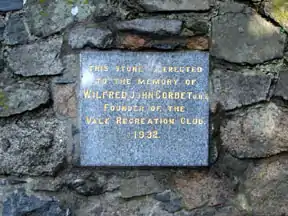 THIS STONE ERECTED
TO THE MEMORY OF
WILFRED JOHN CORBET
FOUNDER OF THE
VALE RECREATION CLUB.
1932.